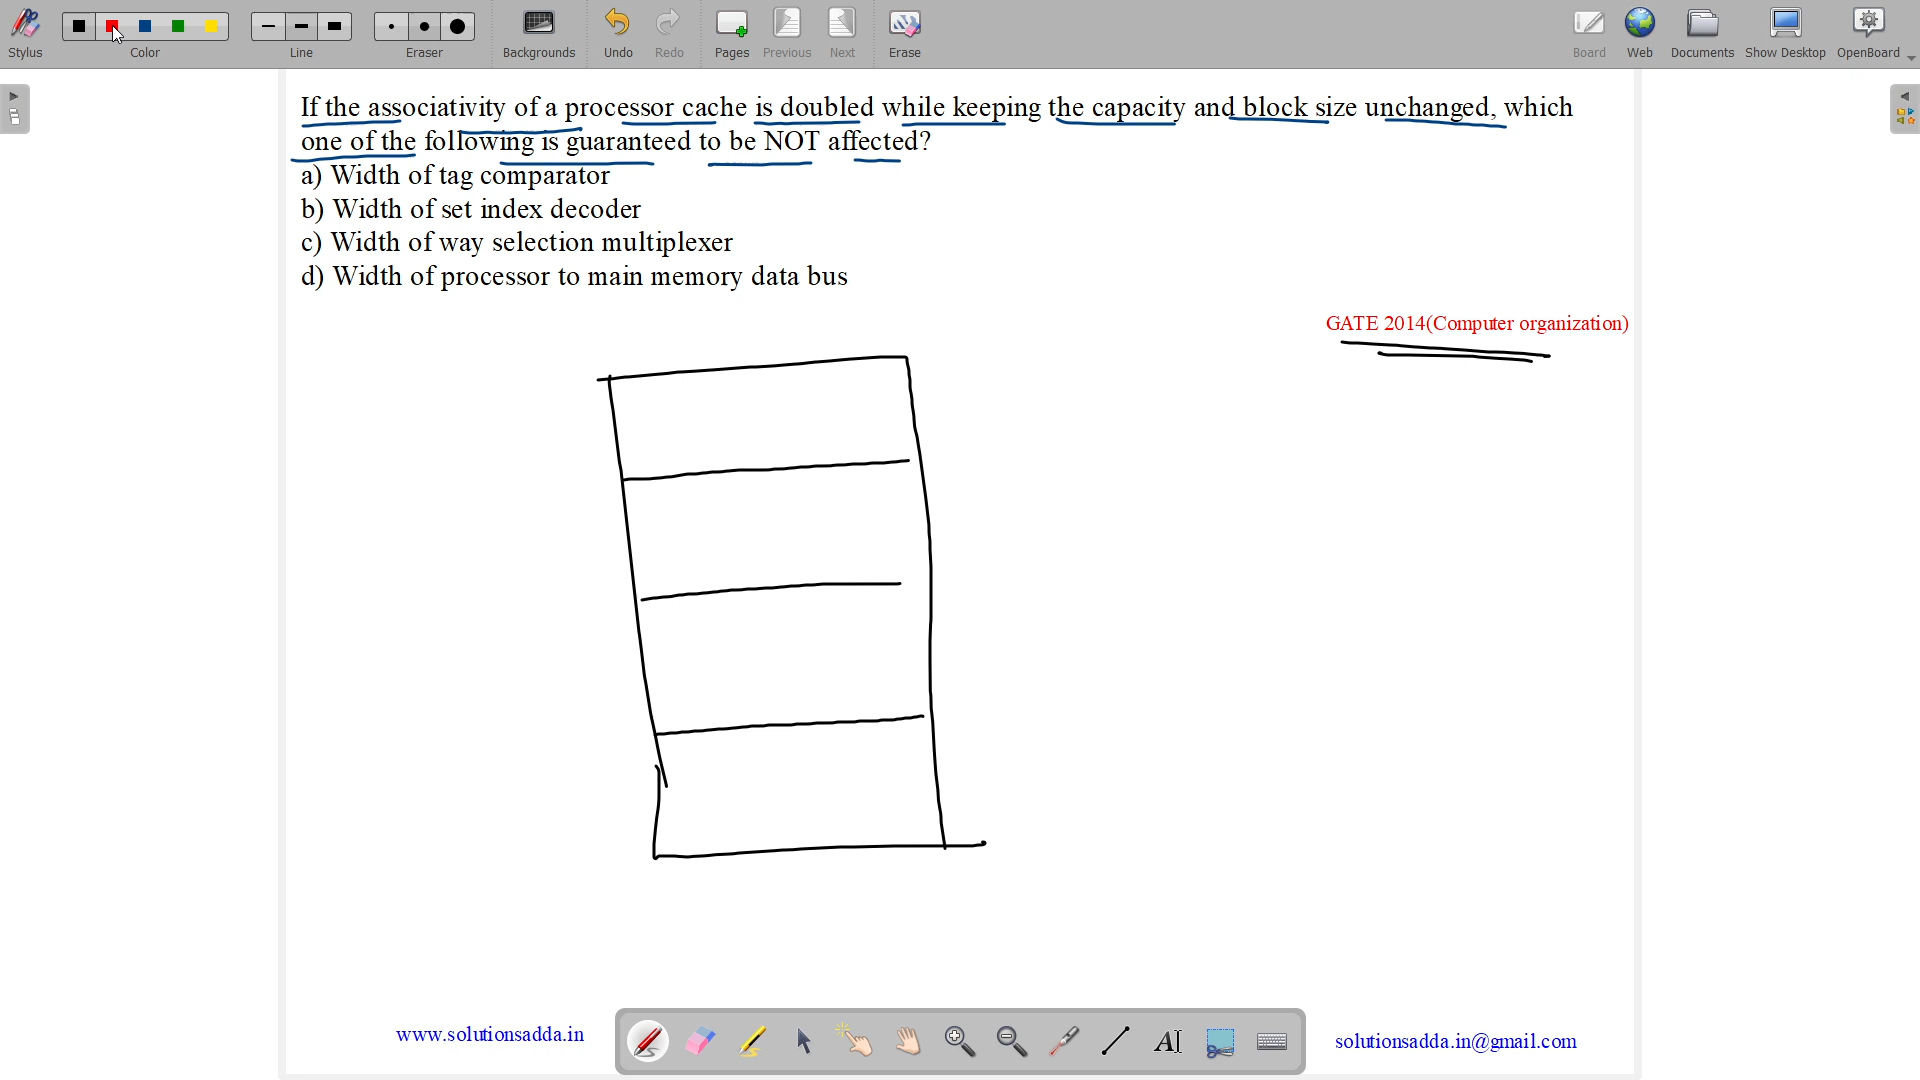 Stylus
Color
Line
Eraser
Backgrounds
Undo
Redo
Pages
Previous
Next
Erase
Board
Web
Documents
Show Desktop
OpenBoard
If the associativity of a processor cache is doubled while keeping the capacity and block size unchanged, which
one of the following is guaranteed to be NOT affected?
a) Width of tag comparator
b) Width of set index decoder
c) Width of way selection multiplexer
d) Width of processor to main memory data bus
GATE 2014(Computer organization)
www.solutionsadda.in
solutionsadda.in@gmail.com